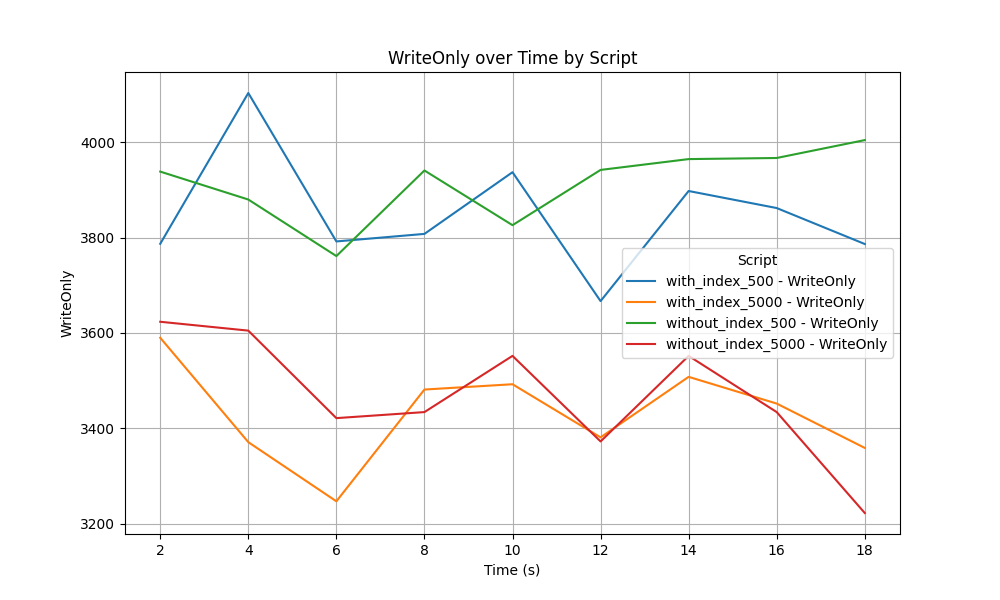 WriteOnly over Time by Script
WriteOnly
4000
3800
3600
3400
3200
Script
with_index_500 - WriteOnly
with_index_5000 - WriteOnly
without_index_500 - WriteOnly
without_index_5000 - WriteOnly
2 4 6 8 10 12 14 16 18
Time (s)